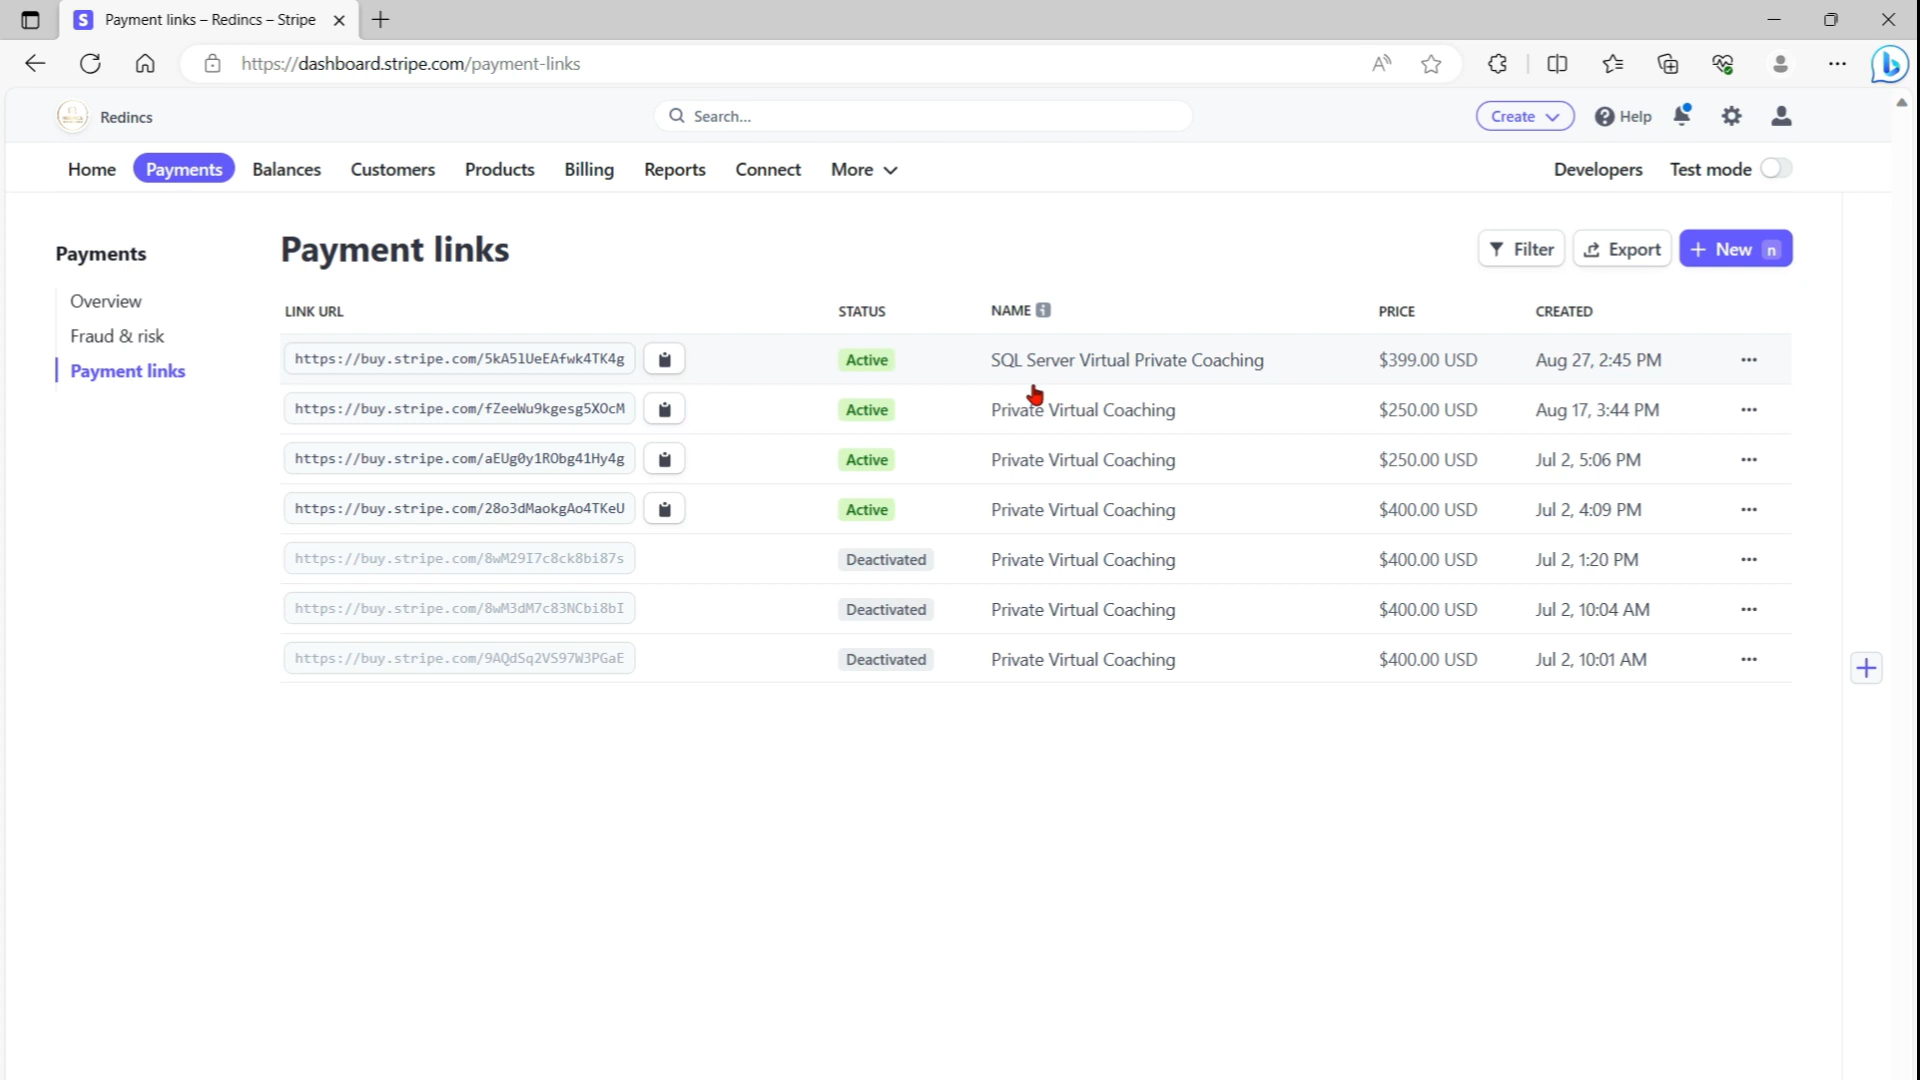 Payment links – Redincs – Stripe
https://dashboard.stripe.com/payment-links
Redincs
Search...
Create
Help
Home Payments Balances Customers Products Billing Reports Connect More
Developers Test mode
Payments
Overview
Fraud & risk
Payment links
Payment links
Filter Export New n
LINK URL STATUS NAME PRICE CREATED
https://buy.stripe.com/5kA51UeEAfwk4TK4g Active SQL Server Virtual Private Coaching $399.00 USD Aug 27, 2:45 PM
https://buy.stripe.com/fZeeWu9kgesg5XOcM Active Private Virtual Coaching $250.00 USD Aug 17, 3:44 PM
https://buy.stripe.com/aEUg0y1RObg41Hy4g Active Private Virtual Coaching $250.00 USD Jul 2, 5:06 PM
https://buy.stripe.com/28o3dMaokgAo4TKeU Active Private Virtual Coaching $400.00 USD Jul 2, 4:09 PM
https://buy.stripe.com/8wM29I7c8ck8bi87s Deactivated Private Virtual Coaching $400.00 USD Jul 2, 1:20 PM
https://buy.stripe.com/8wM3dM7c83NCbi8bI Deactivated Private Virtual Coaching $400.00 USD Jul 2, 10:04 AM
https://buy.stripe.com/9AQdSq2VS97W3PGaE Deactivated Private Virtual Coaching $400.00 USD Jul 2, 10:01 AM